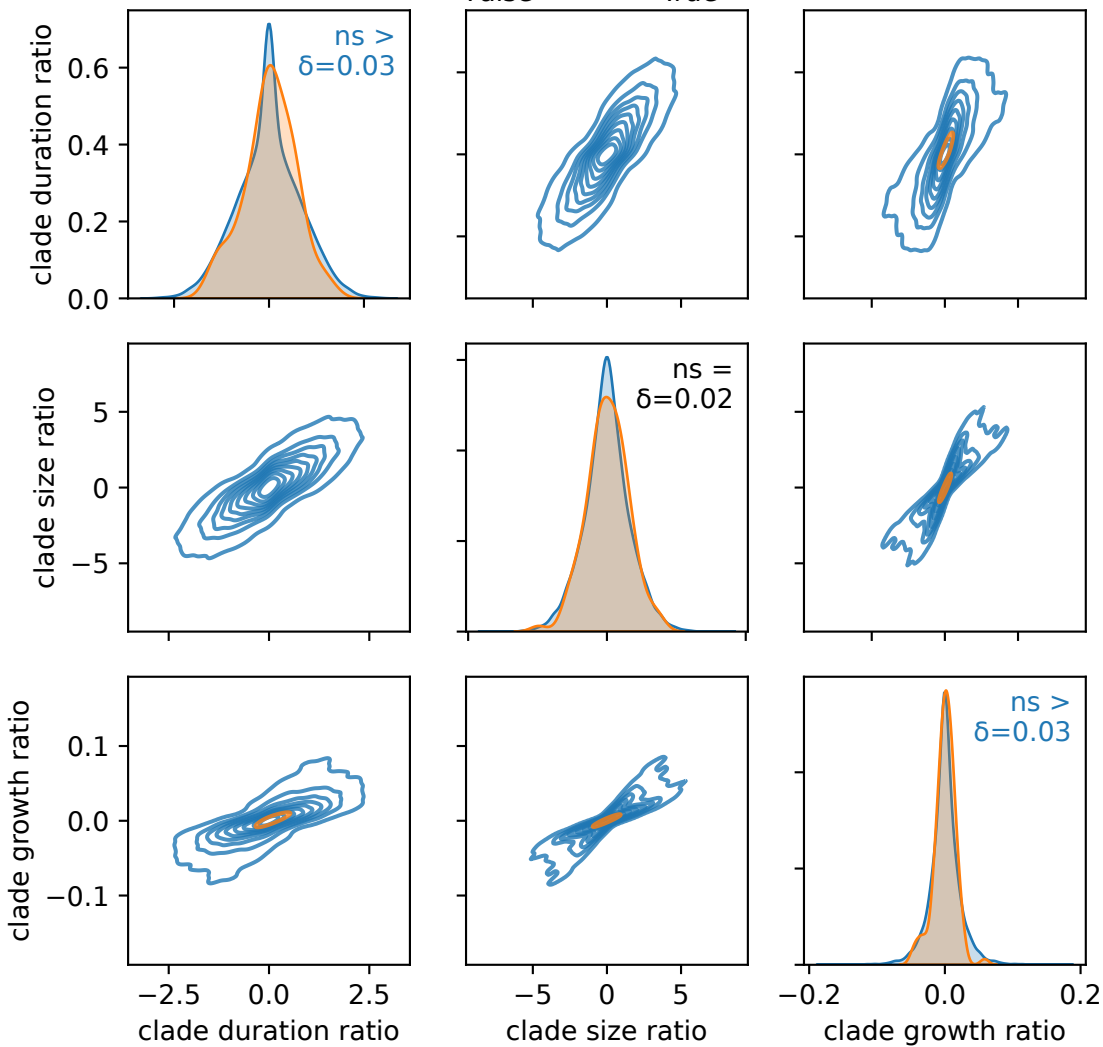 clade duration ratio
0.6
0.4
0.2
0.0
ns >
δ=0.03
clade size ratio
5
0
−5
ns =
δ=0.02
clade growth ratio
0.1
0.0
−0.1
ns >
δ=0.03
−2.5 0.0 2.5
−5 0 5
−0.2 0.0 0.2
clade duration ratio
clade size ratio
clade growth ratio